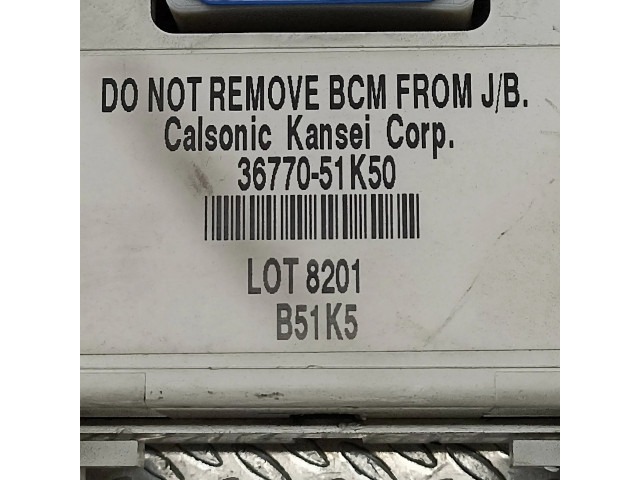 DO NOT REMOVE BCM FROM J/B.
Calsonic Kansei Corp.
36770-51K50
LOT 8201
B51K5